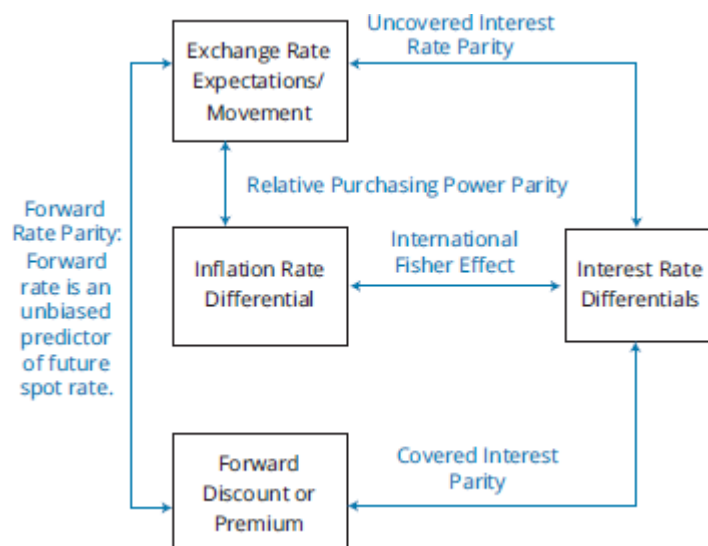 Uncovered Interest
Rate Parity
Exchange Rate
Expectations/
Movement
Relative Purchasing Power Parity
Forward
Rate Parity:
Forward
rate is an
unbiased
predictor
of future
spot rate.
Inflation Rate
Differential
International
Fisher Effect
Interest Rate
Differentials
Forward
Discount or
Premium
Covered Interest
Parity